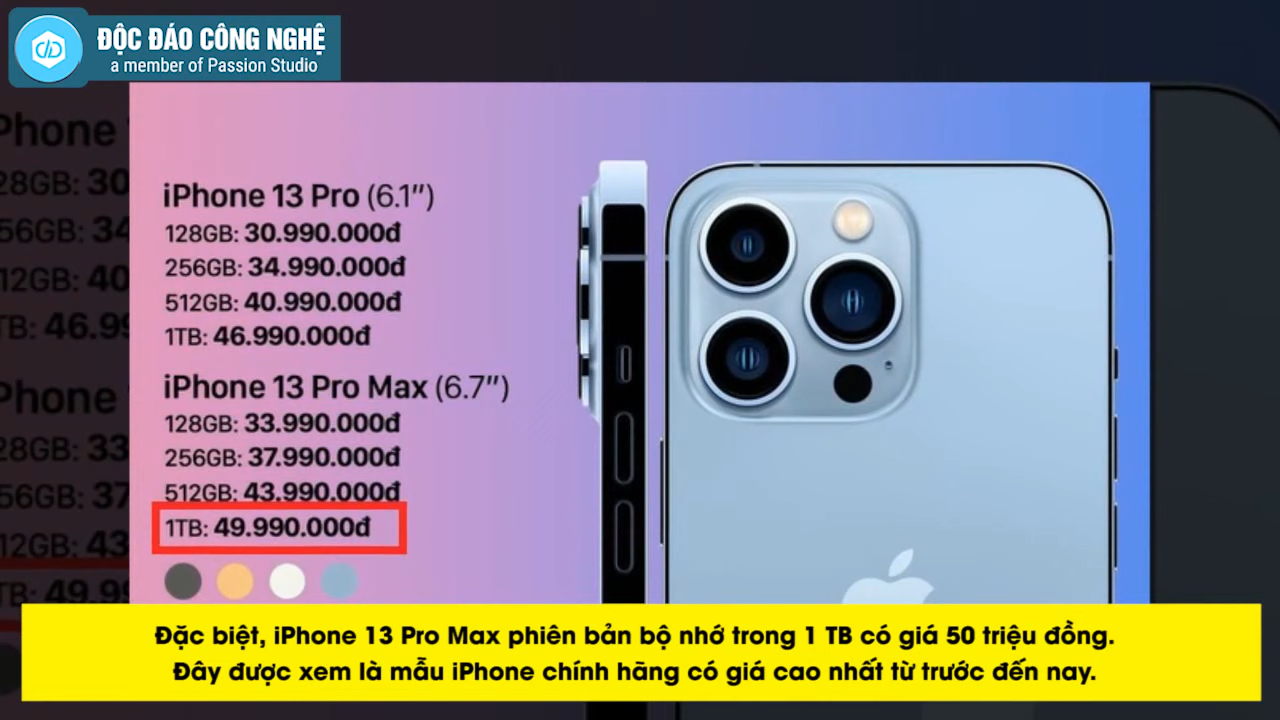 ĐỘC ĐÁO CÔNG NGHỆ
a member of Passion Studio
iPhone 13 Pro (6.1")
128GB: 30.990.000đ
256GB: 34.990.000đ
512GB: 40.990.000đ
1TB: 46.990.000đ
iPhone 13 Pro Max (6.7")
128GB: 33.990.000đ
256GB: 37.990.000đ
512GB: 43.990.000đ
1TB: 49.990.000đ
Đặc biệt, iPhone 13 Pro Max phiên bản bộ nhớ trong 1 TB có giá 50 triệu đồng.
Đây được xem là mẫu iPhone chính hãng có giá cao nhất từ trước đến nay.